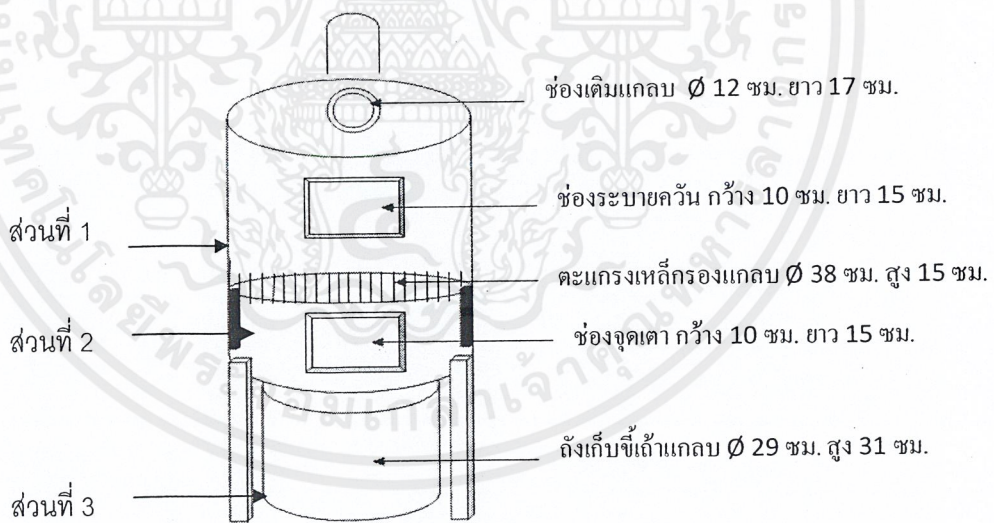 ช่องเติมแกลบ Ø 12 ซม. ยาว 17 ซม.
ช่องระบายควัน กว้าง 10 ซม. ยาว 15 ซม.
ส่วนที่ 1
ตะแกรงเหล็กรองแกลบ Ø 38 ซม. สูง 15 ซม.
ส่วนที่ 2
ช่องจุดเตา กว้าง 10 ซม. ยาว 15 ซม.
ถังเก็บขี้เถ้าแกลบ Ø 29 ซม. สูง 31 ซม.
ส่วนที่ 3